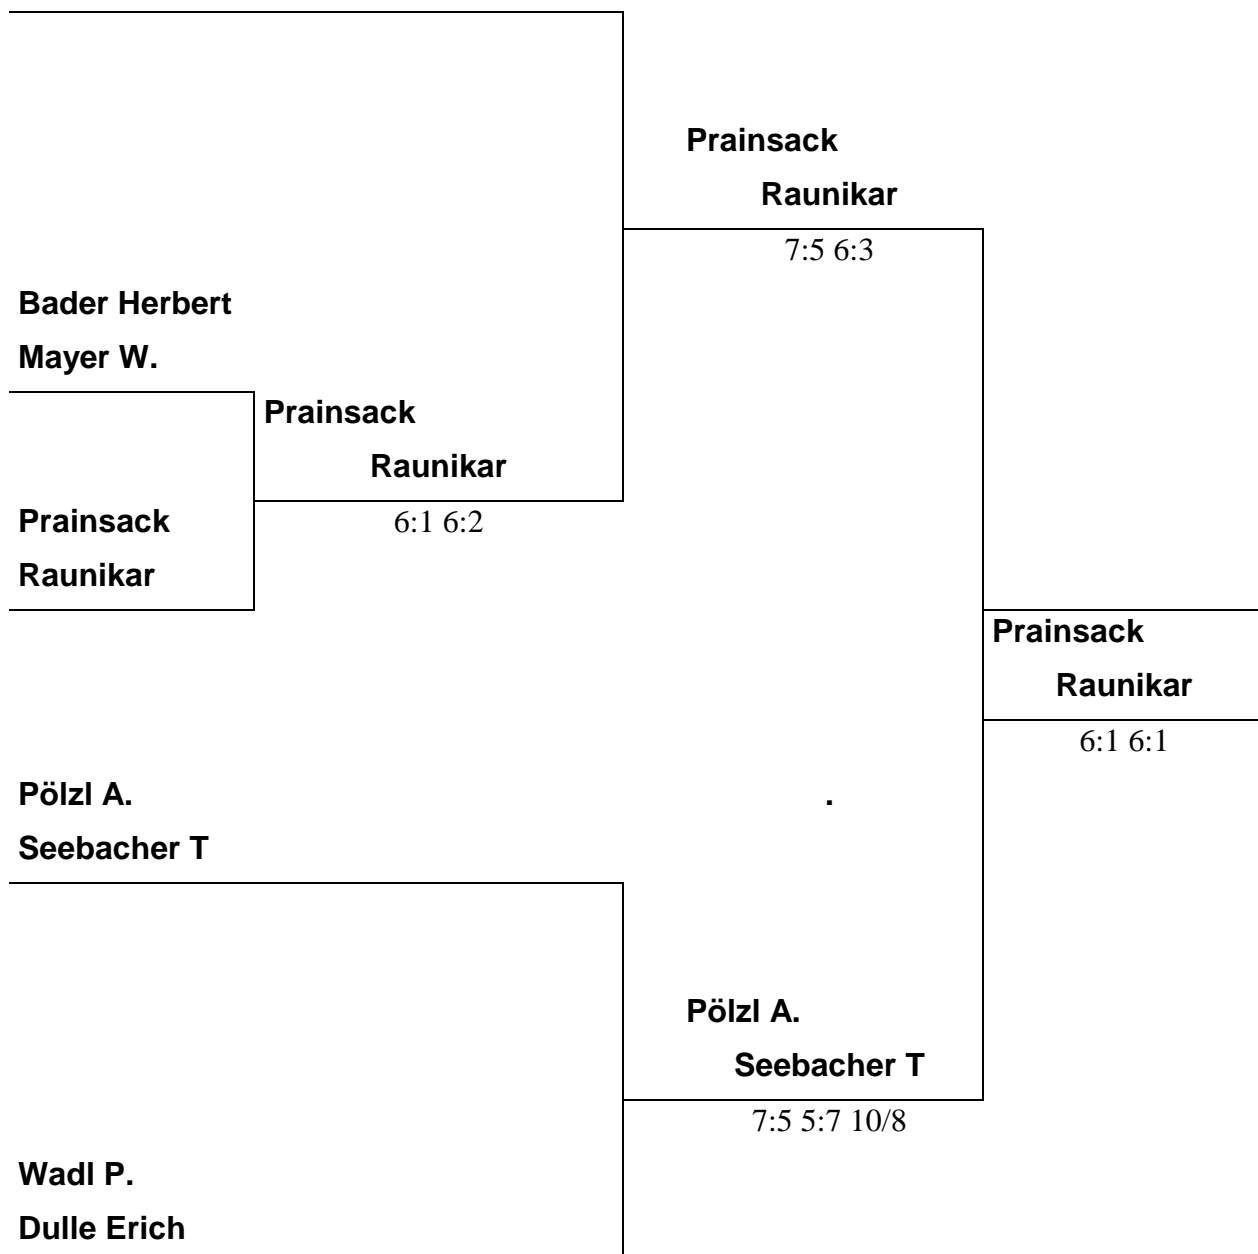 Prainsack
Raunikar
7:5 6:3
Bader Herbert
Mayer W.
Prainsack
Raunikar
6:1 6:2
Prainsack
Raunikar
Prainsack
Raunikar
6:1 6:1
Pölzl A.
.
Seebacher T
Pölzl A.
Seebacher T
7:5 5:7 10/8
Wadl P.
Dulle Erich